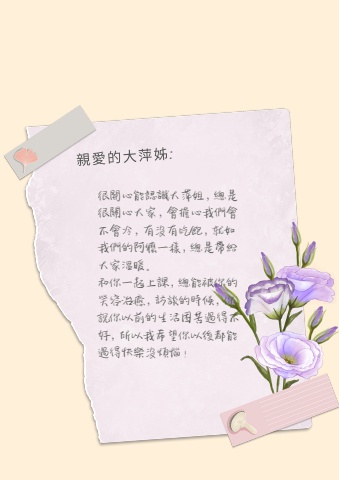 親愛的大萍姊:
很開心能認識大萍姐，總是
很關心大家，會擔心我們會
不會冷，有沒有吃飽，就如
我們的阿嬤一樣，總是帶給
大家溫暖。
和你一起上課，總能被你的
笑容治癒，訪談的時候，
說你以前的生活困苦過得不
好，所以我希望你以後都能
過得快樂沒煩惱！